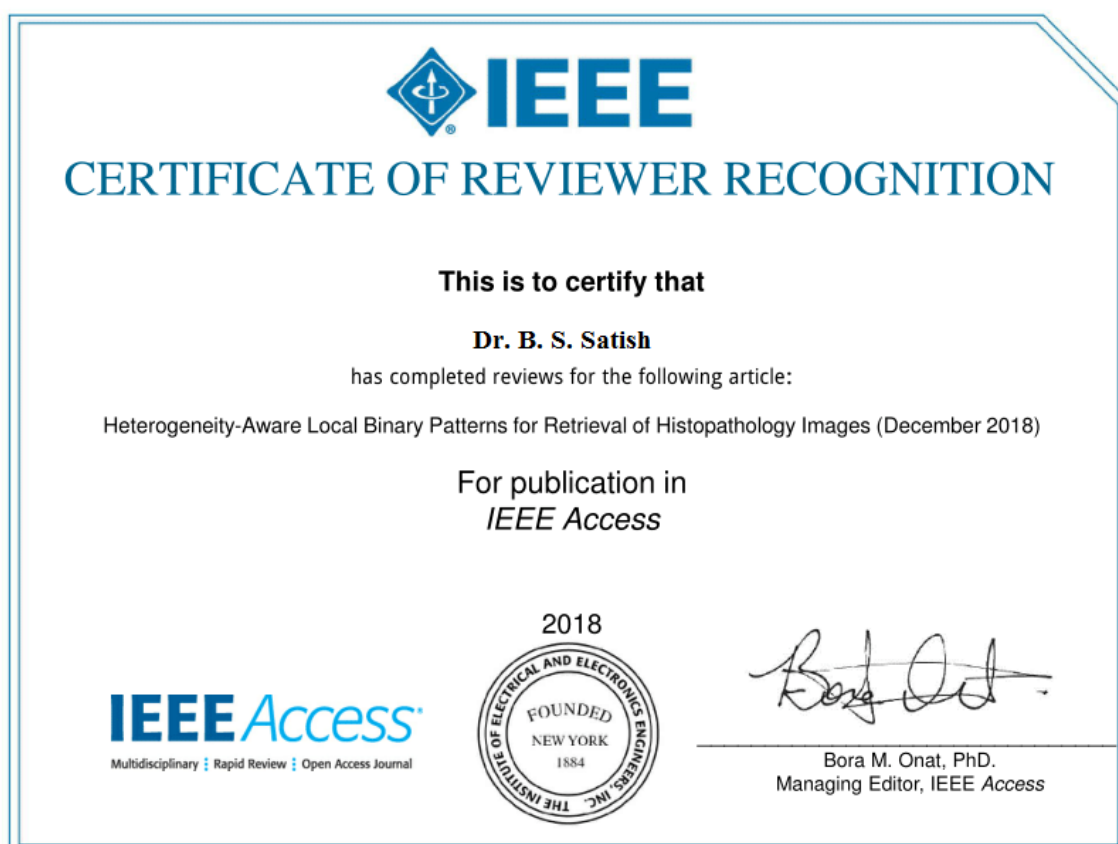 IEEE
CERTIFICATE OF REVIEWER RECOGNITION
This is to certify that
Dr. B. S. Satish
has completed reviews for the following article:
Heterogeneity-Aware Local Binary Patterns for Retrieval of Histopathology Images (December 2018)
For publication in
IEEE Access
2018
IEEE Access
Multidisciplinary ⋮ Rapid Review ⋮ Open Access Journal
THE INSTITUTE OF ELECTRICAL AND ELECTRONICS ENGINEERS, INC.
FOUNDED
NEW YORK
1884
Bora Onat
Bora M. Onat, PhD.
Managing Editor, IEEE Access